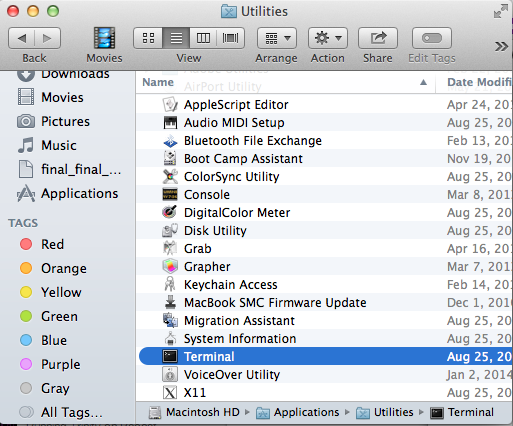 Utilities
Back
Movies
View
Arrange
Action
Share
Edit Tags
Downloads
Movies
Pictures
Music
final_final_...
Applications
TAGS
Red
Orange
Yellow
Green
Blue
Purple
Gray
All Tags...
Name Date Modifi
Adobe Utilities
AirPort Utility
AppleScript Editor Apr 24, 201
Audio MIDI Setup Aug 25, 20
Bluetooth File Exchange Feb 13, 201
Boot Camp Assistant Nov 19, 201
ColorSync Utility Aug 25, 20
Console Mar 8, 201
DigitalColor Meter Aug 25, 20
Disk Utility Aug 25, 20
Grab Apr 16, 20
Grapher Mar 7, 201
Keychain Access Feb 14, 201
MacBook SMC Firmware Update Dec 1, 2010
Migration Assistant Aug 25, 20
System Information Aug 25, 20
Terminal Aug 25, 20
VoiceOver Utility Jan 2, 2014
X11 Aug 25, 20
Macintosh HD Applications Utilities Terminal